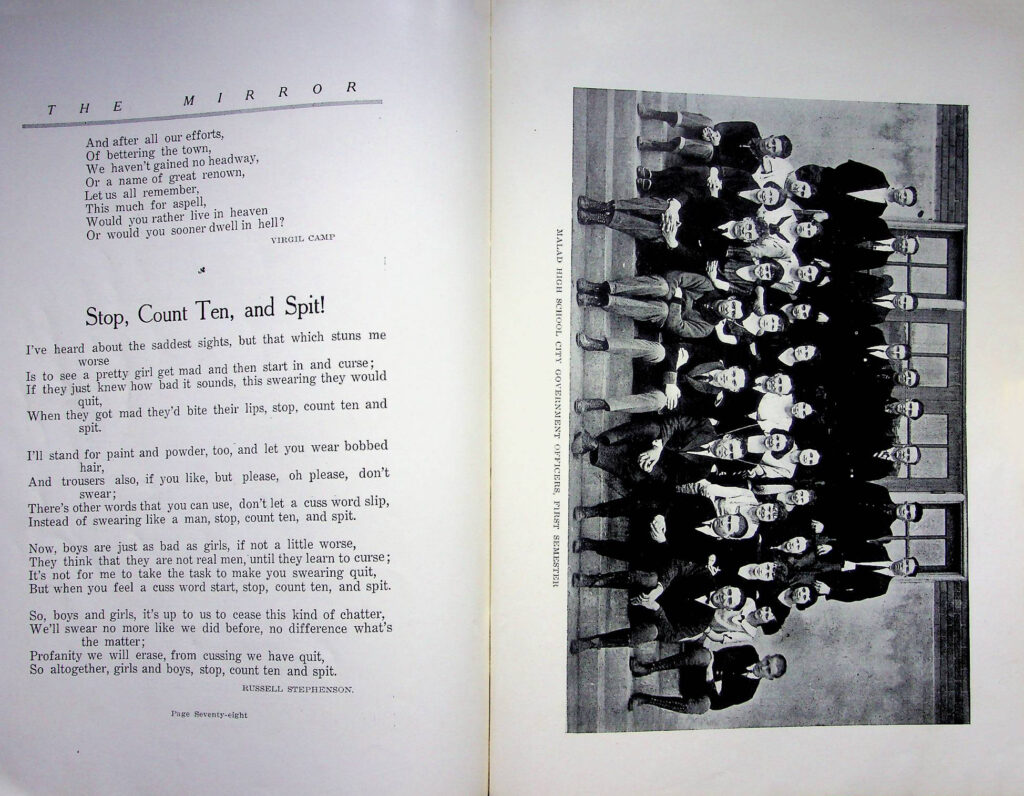 THE MIRROR
And after all our efforts,
Of bettering the town,
We haven't gained no headway,
Or a name of great renown,
Let us all remember,
This much for aspell,
Would you rather live in heaven
Or would you sooner dwell in hell?
VIRGIL CAMP
Stop, Count Ten, and Spit!
I've heard about the saddest sights, but that which stuns me
worse
Is to see a pretty girl get mad and then start in and curse;
If they just knew how bad it sounds, this swearing they would
quit,
When they got mad they'd bite their lips, stop, count ten and
spit.
I'll stand for paint and powder, too, and let you wear bobbed
hair,
And trousers also, if you like, but please, oh please, don't
swear;
There's other words that you can use, don't let a cuss word slip,
Instead of swearing like a man, stop, count ten, and spit.
Now, boys are just as bad as girls, if not a little worse,
They think that they are not real men, until they learn to curse;
It's not for me to take the task to make you swearing quit,
But when you feel a cuss word start, stop, count ten, and spit.
So, boys and girls, it's up to us to cease this kind of chatter,
We'll swear no more like we did before, no difference what's
the matter;
Profanity we will erase, from cussing we have quit,
So altogether, girls and boys, stop, count ten and spit.
RUSSELL STEPHENSON.
Page Seventy-eight
MALAD HIGH SCHOOL CITY GOVERNMENT OFFICERS, FIRST SEMESTER